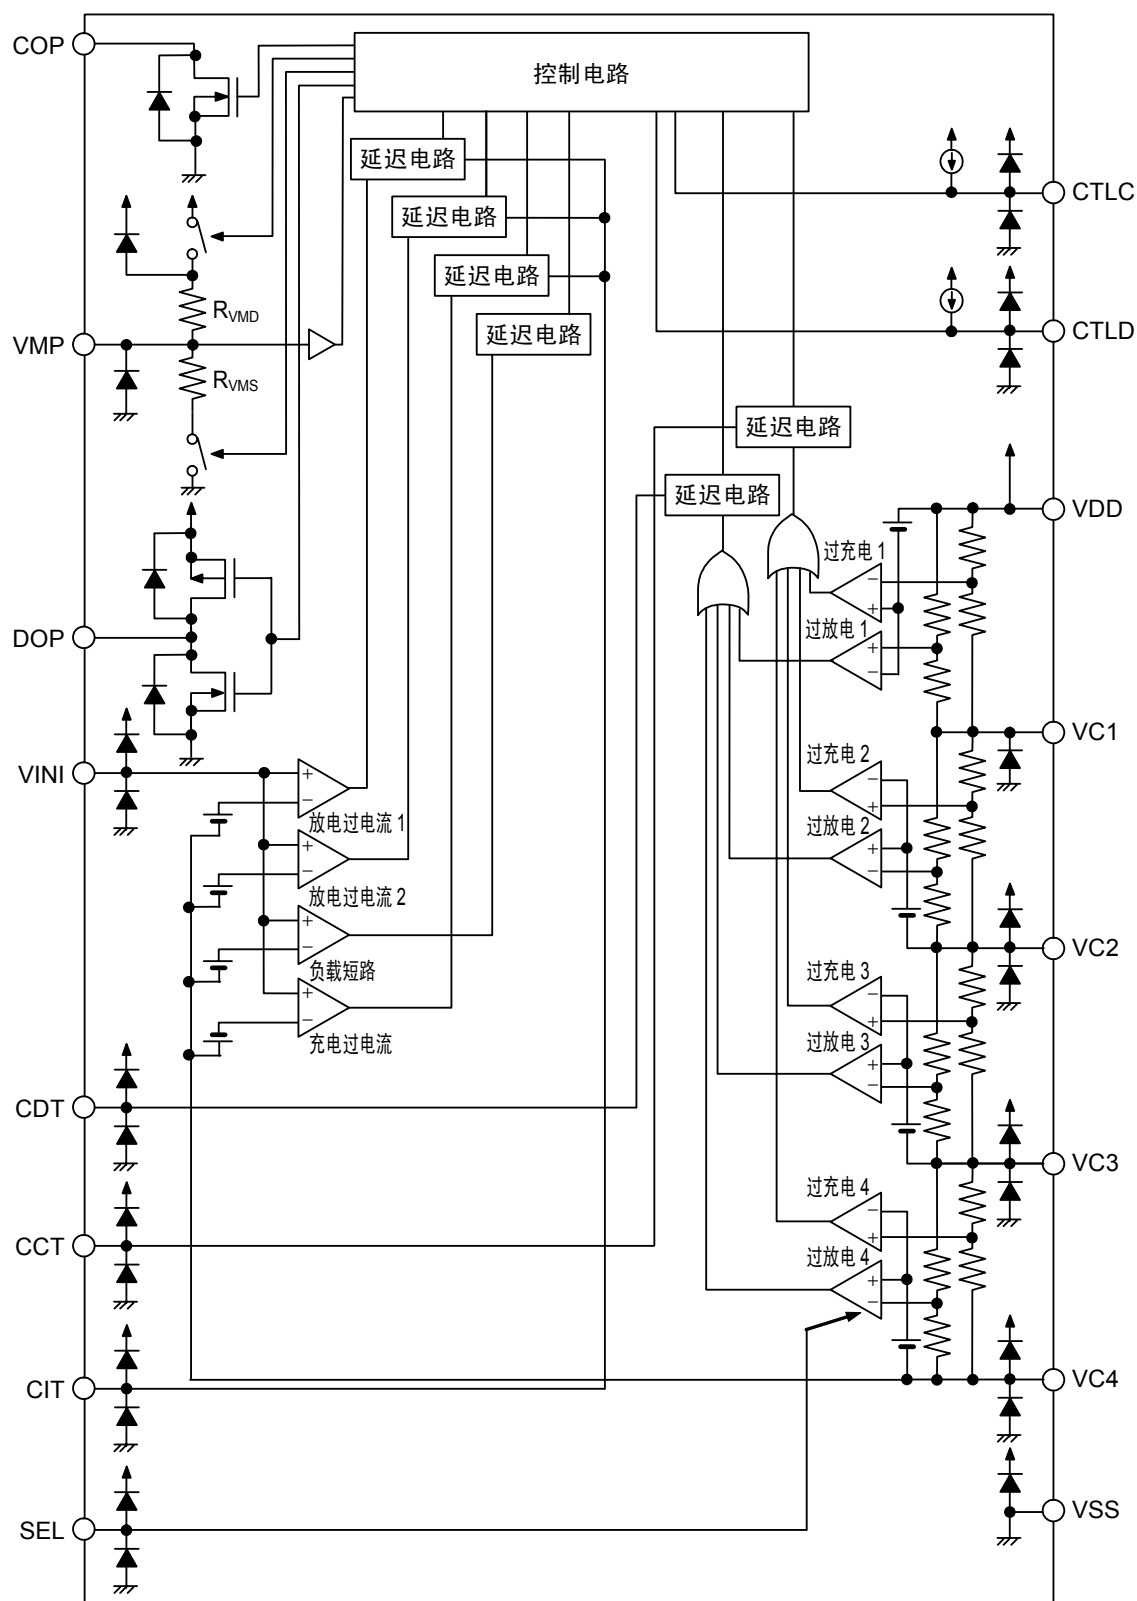 COP
控制电路
延迟电路
CTLC
延迟电路
延迟电路
RVMD
延迟电路
CTLD
VMP
RVMS
延迟电路
延迟电路
VDD
过充电 1
DOP
过放电 1
VC1
VINI
过充电 2
放电过电流 1
过放电 2
放电过电流 2
VC2
负载短路
过充电 3
充电过电流
过放电 3
CDT
VC3
过充电 4
CCT
过放电 4
CIT
VC4
SEL
VSS